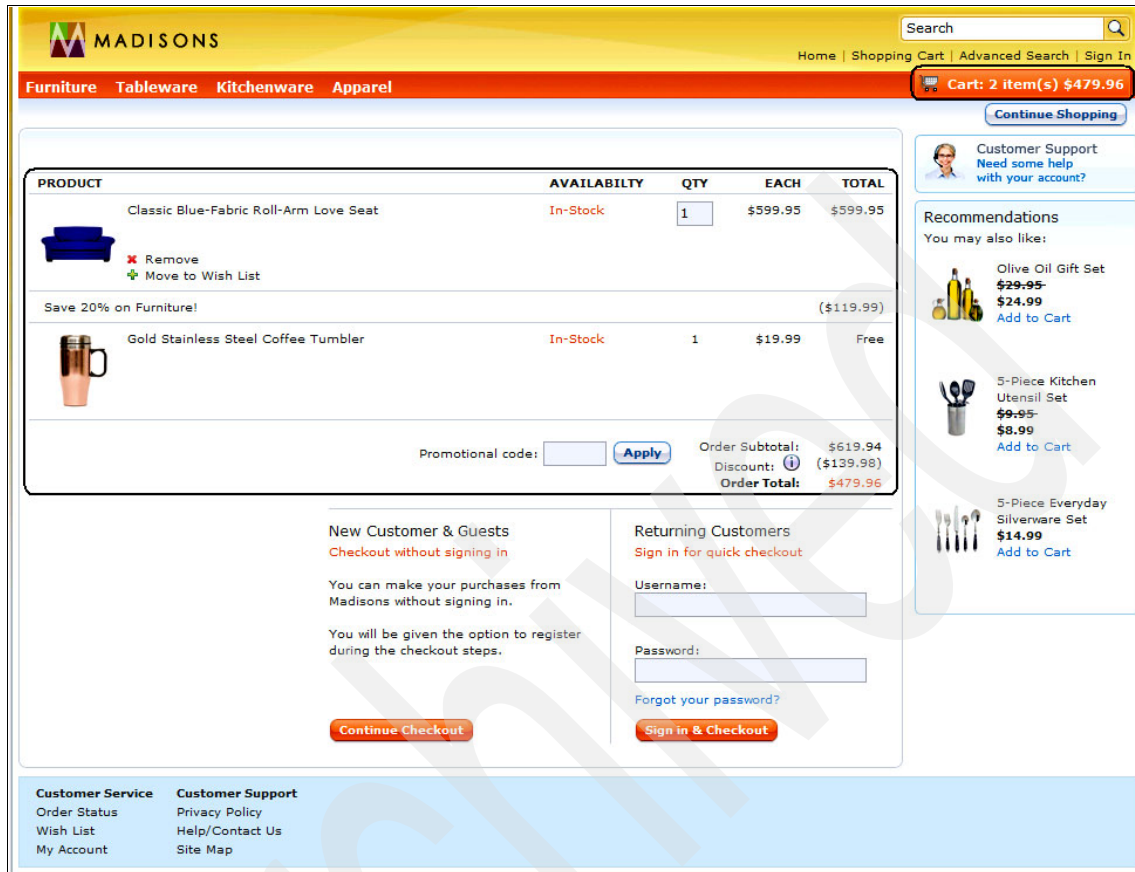 MADISONS
Search
Home | Shopping Cart | Advanced Search | Sign In
Furniture Tableware Kitchenware Apparel
Cart: 2 item(s) $479.96
Continue Shopping
PRODUCT AVAILABILTY QTY EACH TOTAL
Classic Blue-Fabric Roll-Arm Love Seat In-Stock 1 $599.95 $599.95
Remove
Move to Wish List
Save 20% on Furniture! ($119.99)
Gold Stainless Steel Coffee Tumbler In-Stock 1 $19.99 Free
Promotional code: Apply
Order Subtotal: $619.94
Discount: i ($139.98)
Order Total: $479.96
New Customer & Guests
Checkout without signing in
You can make your purchases from
Madisons without signing in.
You will be given the option to register
during the checkout steps.
Continue Checkout
Returning Customers
Sign in for quick checkout
Username:
Password:
Forgot your password?
Sign in & Checkout
Customer Support
Need some help
with your account?
Recommendations
You may also like:
Olive Oil Gift Set
$29.95
$24.99
Add to Cart
5-Piece Kitchen
Utensil Set
$9.95
$8.99
Add to Cart
5-Piece Everyday
Silverware Set
$14.99
Add to Cart
Customer Service Customer Support
Order Status Privacy Policy
Wish List Help/Contact Us
My Account Site Map